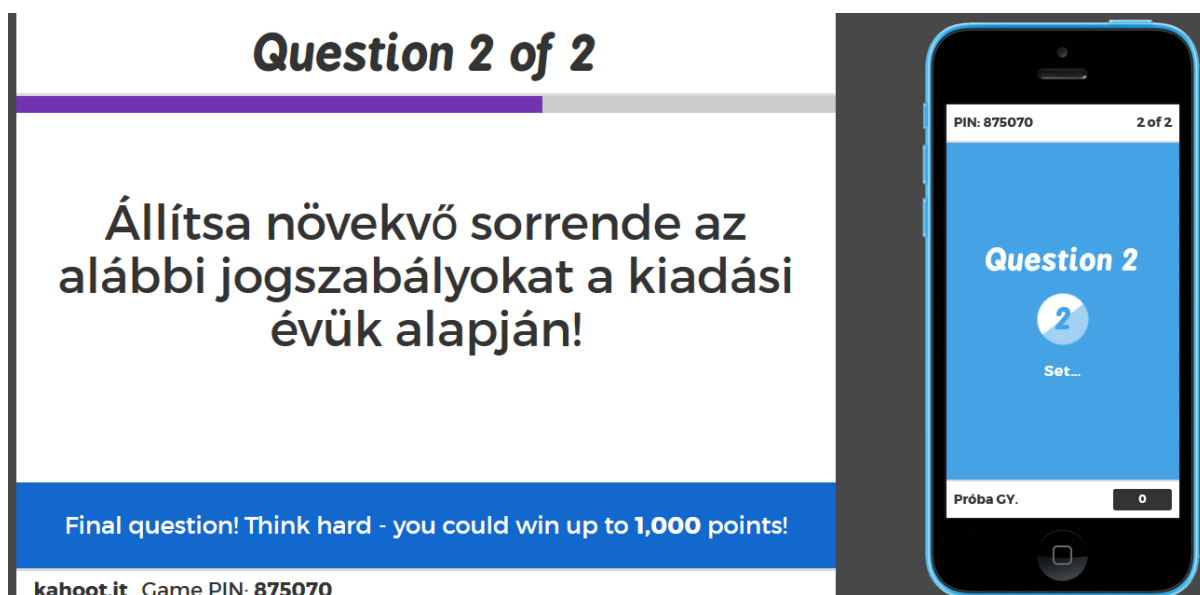 Question 2 of 2
Állítsa növekvő sorrende az
alábbi jogszabályokat a kiadási
évük alapján!
Final question! Think hard - you could win up to 1,000 points!
kahoot.it Game PIN: 875070
PIN: 875070 2 of 2
Question 2
2
Set...
Próba GY. 0